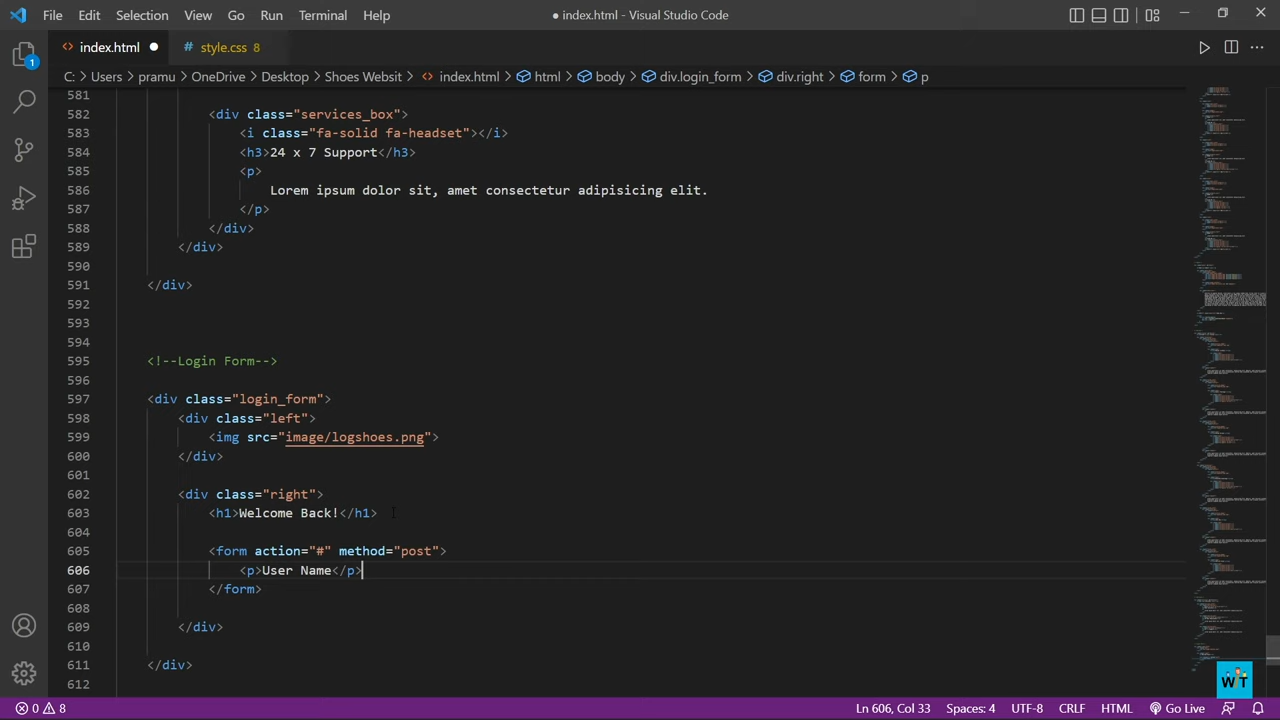 File Edit Selection View Go Run Terminal Help ● index.html - Visual Studio Code
index.html ● # style.css 8
C: > Users > pramu > OneDrive > Desktop > Shoes Websit > index.html > html > body > div.login_form > div.right > form > p
1
581
582 <div class="service_box">
583 <i class="fa-solid fa-headset"></i>
584 <h3>24 x 7 Support</h3>
585 <p>
586 Lorem ipsum dolor sit, amet consectetur adipisicing elit.
587 </p>
588 </div>
589 </div>
590
591 </div>
592
593
594
595 <!--Login Form-->
596
597 <div class="login_form">
598 <div class="left">
599 <img src="image/logshoes.png">
600 </div>
601
602 <div class="right">
603 <h1>Welcome Back!</h1>
604
605 <form action="#" method="post">
606 <p>User Name</p>
607 </form>
608
609 </div>
610
611 </div>
612
WT
0 8 Ln 606, Col 33 Spaces: 4 UTF-8 CRLF HTML Go Live